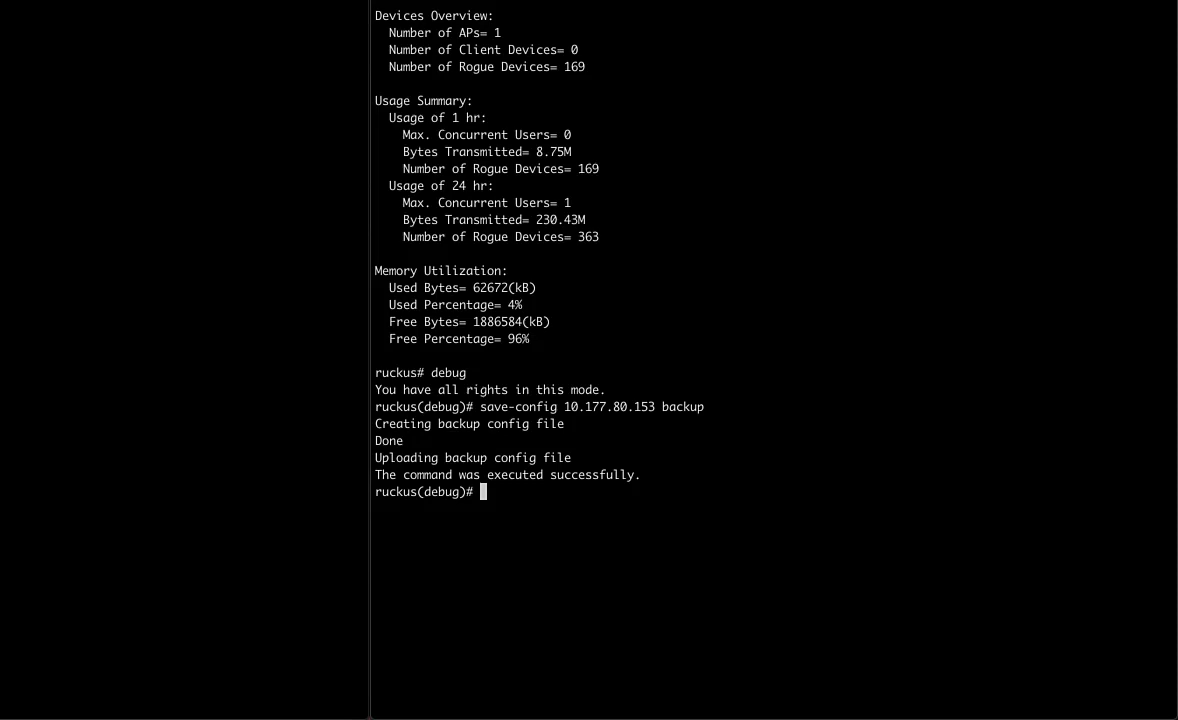 Devices Overview:
Number of APs= 1
Number of Client Devices= 0
Number of Rogue Devices= 169
Usage Summary:
Usage of 1 hr:
Max. Concurrent Users= 0
Bytes Transmitted= 8.75M
Number of Rogue Devices= 169
Usage of 24 hr:
Max. Concurrent Users= 1
Bytes Transmitted= 230.43M
Number of Rogue Devices= 363
Memory Utilization:
Used Bytes= 62672(kB)
Used Percentage= 4%
Free Bytes= 1886584(kB)
Free Percentage= 96%
ruckus# debug
You have all rights in this mode.
ruckus(debug)# save-config 10.177.80.153 backup
Creating backup config file
Done
Uploading backup config file
The command was executed successfully.
ruckus(debug)#